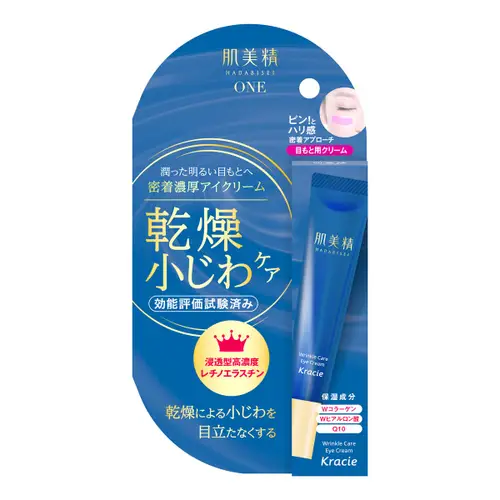 肌美精
HADABISEI
ONE
ピン!と
ハリ感
密着アプローチ
目もと用クリーム
潤った明るい目もとへ
密着濃厚アイクリーム
乾燥
小じわケア
効能評価試験済み
浸透型高濃度
レチノエラスチン
乾燥による小じわを
目立たなくする
肌美精
HADABISEI
Wrinkle Care
Eye Cream
Kracie
保湿成分
Wコラーゲン
Wヒアルロン酸
Q10
Wrinkle Care
Eye Cream
Kracie